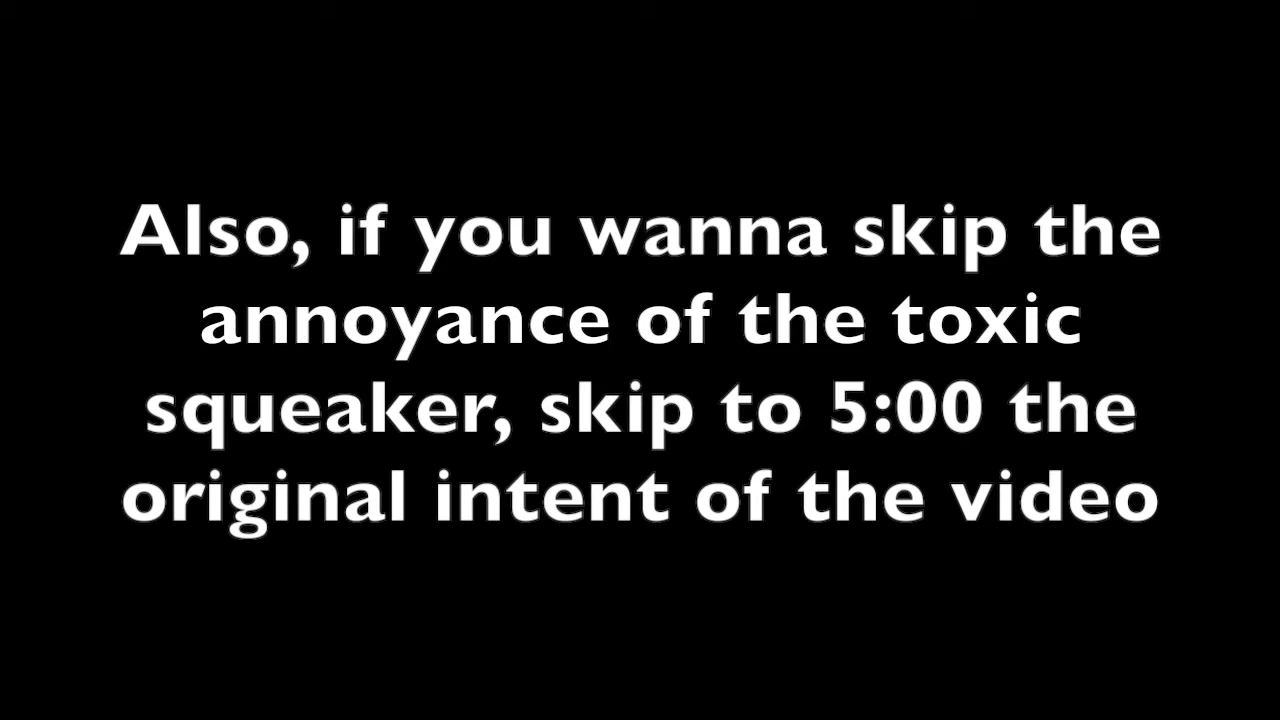 Also, if you wanna skip the
annoyance of the toxic
squeaker, skip to 5:00 the
original intent of the video